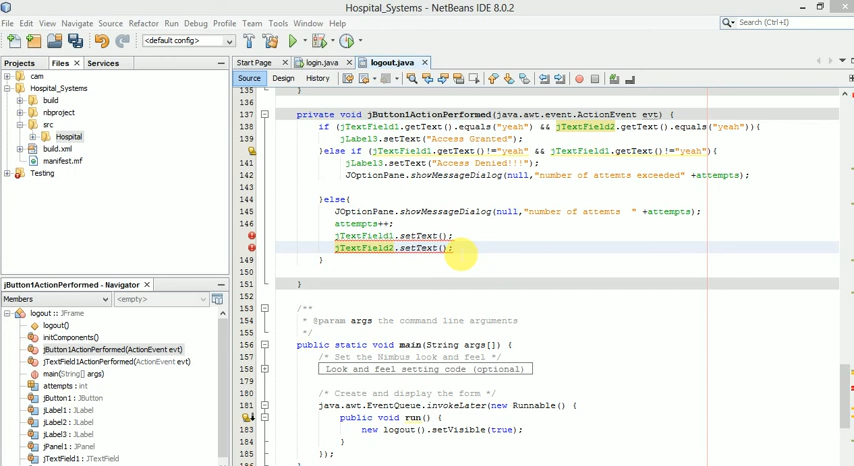 Hospital_Systems - NetBeans IDE 8.0.2
File Edit View Navigate Source Refactor Run Debug Profile Team Tools Window Help
Search (Ctrl+I)
<default config>
Projects Files Services
Start Page login.java logout.java
Source Design History
cam
Hospital_Systems
build
nbproject
src
Hospital
build.xml
manifest.mf
Testing
jButton1ActionPerformed - Navigator
Members <empty>
logout :: JFrame
logout()
initComponents()
jButton1ActionPerformed(ActionEvent evt)
jTextField1ActionPerformed(ActionEvent evt)
main(String[] args)
attempts : int
jButton1 : JButton
jLabel1 : JLabel
jLabel2 : JLabel
jLabel3 : JLabel
jPanel1 : JPanel
jTextField1 : JTextField
135 }
136
137 private void jButton1ActionPerformed(java.awt.event.ActionEvent evt) {
138 if (jTextField1.getText().equals("yeah") && jTextField2.getText().equals("yeah")){
139 jLabel3.setText("Access Granted");
}else if (jTextField1.getText()!="yeah" && jTextField1.getText()!="yeah"){
141 jLabel3.setText("Access Denied!!!");
142 JOptionPane.showMessageDialog(null,"number of attemts exceeded" +attempts);
143
144 }else{
145 JOptionPane.showMessageDialog(null,"number of attemts " +attempts);
146 attempts++;
jTextField1.setText();
jTextField2.setText();
149 }
150
151 }
152
153 /**
154 * @param args the command line arguments
155 */
156 public static void main(String args[]) {
157 /* Set the Nimbus look and feel */
158 Look and feel setting code (optional)
179
180 /* Create and display the form */
181 java.awt.EventQueue.invokeLater(new Runnable() {
public void run() {
183 new logout().setVisible(true);
184 }
185 });